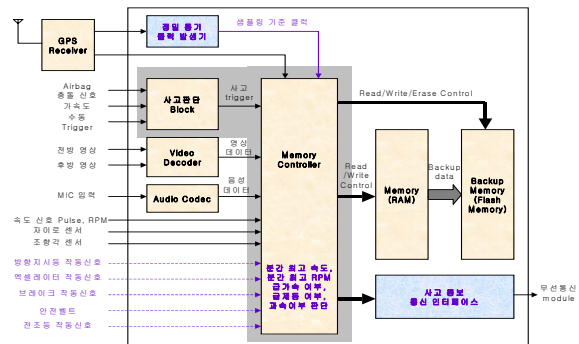 GPS
Receiver
정밀 동기
클럭 발생기
샘플링 기준 클럭
Airbag
충돌 신호
가속도
수동
Trigger
사고판단
Block
사고
trigger
Read/Write/Erase Control
전방 영상
후방 영상
Video
Decoder
영상
데이터
Memory
Controller
Read
/Write
Control
Memory
(RAM)
Backup
data
Backup
Memory
(Flash
Memory)
MIC 입력
Audio Codec
음성
데이터
속도 신호 Pulse, RPM
자이로 센서
조향각 센서
방향지시등 작동신호
엑셀레이터 작동신호
브레이크 작동신호
안전벨트
전조등 작동신호
분간 최고 속도,
분간 최고 RPM
급가속 여부,
급제동 여부,
과속여부 판단
사고 통보
통신 인터페이스
무선통신
module